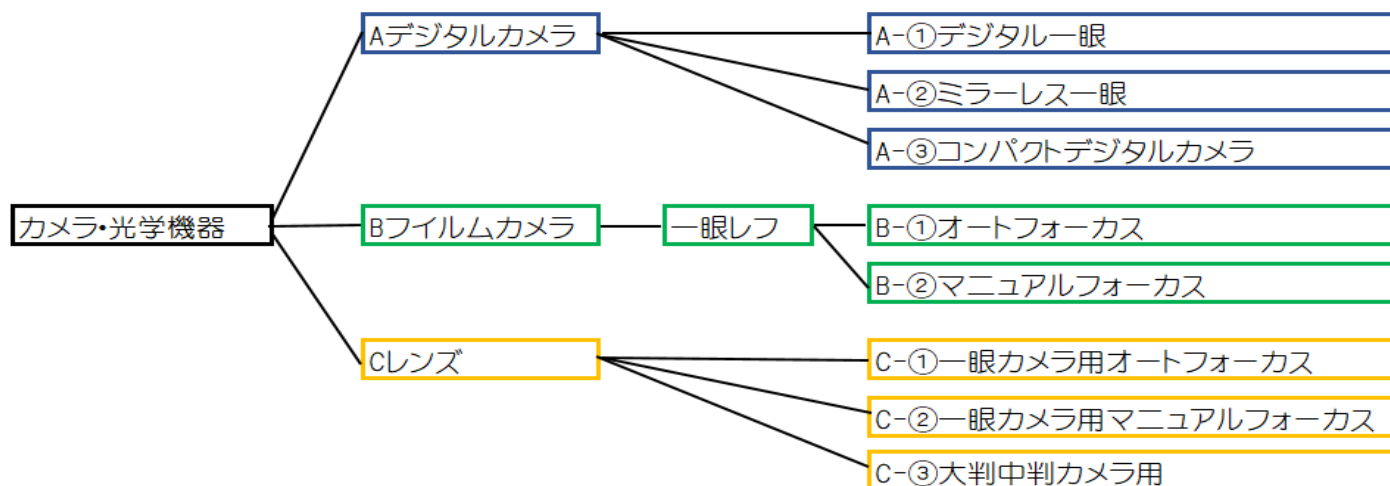 Aデジタルカメラ
A-①デジタル一眼
A-②ミラーレス一眼
A-③コンパクトデジタルカメラ
カメラ・光学機器
Bフイルムカメラ
一眼レフ
B-①オートフォーカス
B-②マニュアルフォーカス
Cレンズ
C-①一眼カメラ用オートフォーカス
C-②一眼カメラ用マニュアルフォーカス
C-③大判中判カメラ用